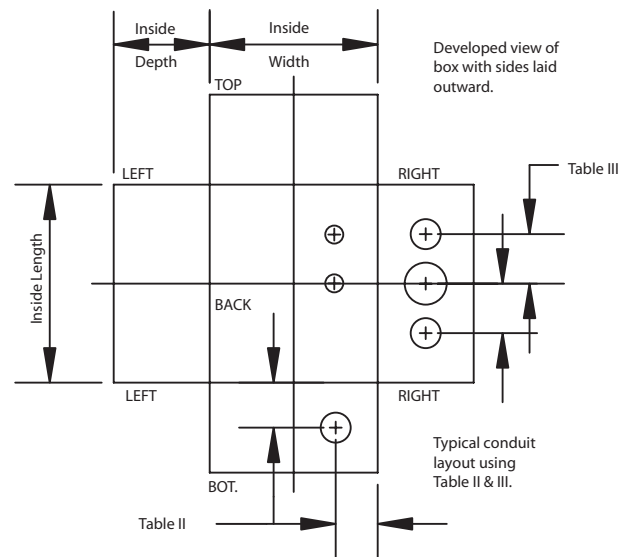 Inside
Depth
Inside
Width
Developed view of
box with sides laid
outward.
TOP
LEFT
RIGHT
Table III
Inside Length
BACK
LEFT
RIGHT
Typical conduit
layout using
Table II & III.
BOT.
Table II